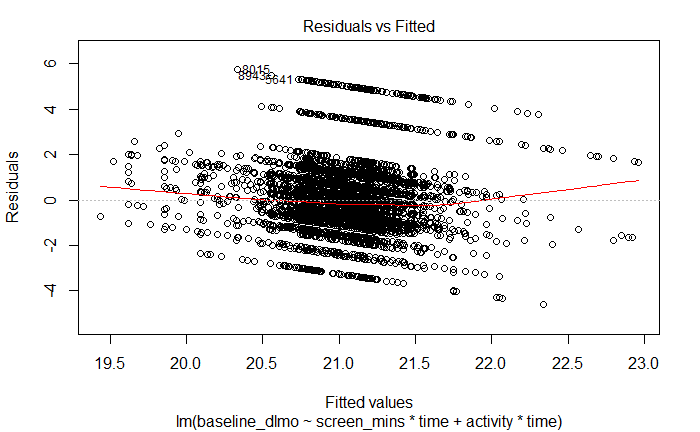 Residuals vs Fitted
Residuals
6
4
2
0
-2
-4
8015
8943
5641
19.5 20.0 20.5 21.0 21.5 22.0 22.5 23.0
Fitted values
lm(baseline_dlmo ~ screen_mins * time + activity * time)